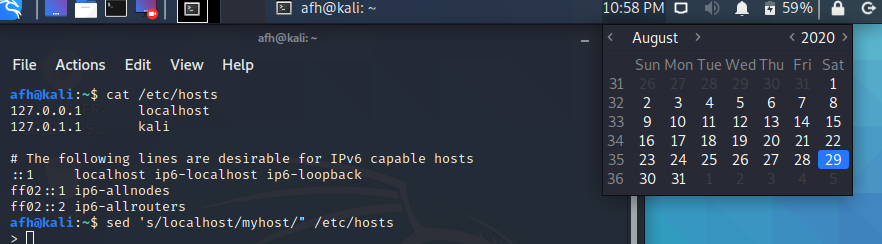 afh@kali: ~ 10:58 PM 59%
afh@kali: ~
File Actions Edit View Help
afh@kali:~$ cat /etc/hosts
127.0.0.1 localhost
127.0.1.1 kali
# The following lines are desirable for IPv6 capable hosts
::1 localhost ip6-localhost ip6-loopback
ff02::1 ip6-allnodes
ff02::2 ip6-allrouters
afh@kali:~$ sed 's/localhost/myhost/" /etc/hosts
>
August 2020
Sun Mon Tue Wed Thu Fri Sat
31 26 27 28 29 30 31 1
32 2 3 4 5 6 7 8
33 9 10 11 12 13 14 15
34 16 17 18 19 20 21 22
35 23 24 25 26 27 28 29
36 30 31 1 2 3 4 5